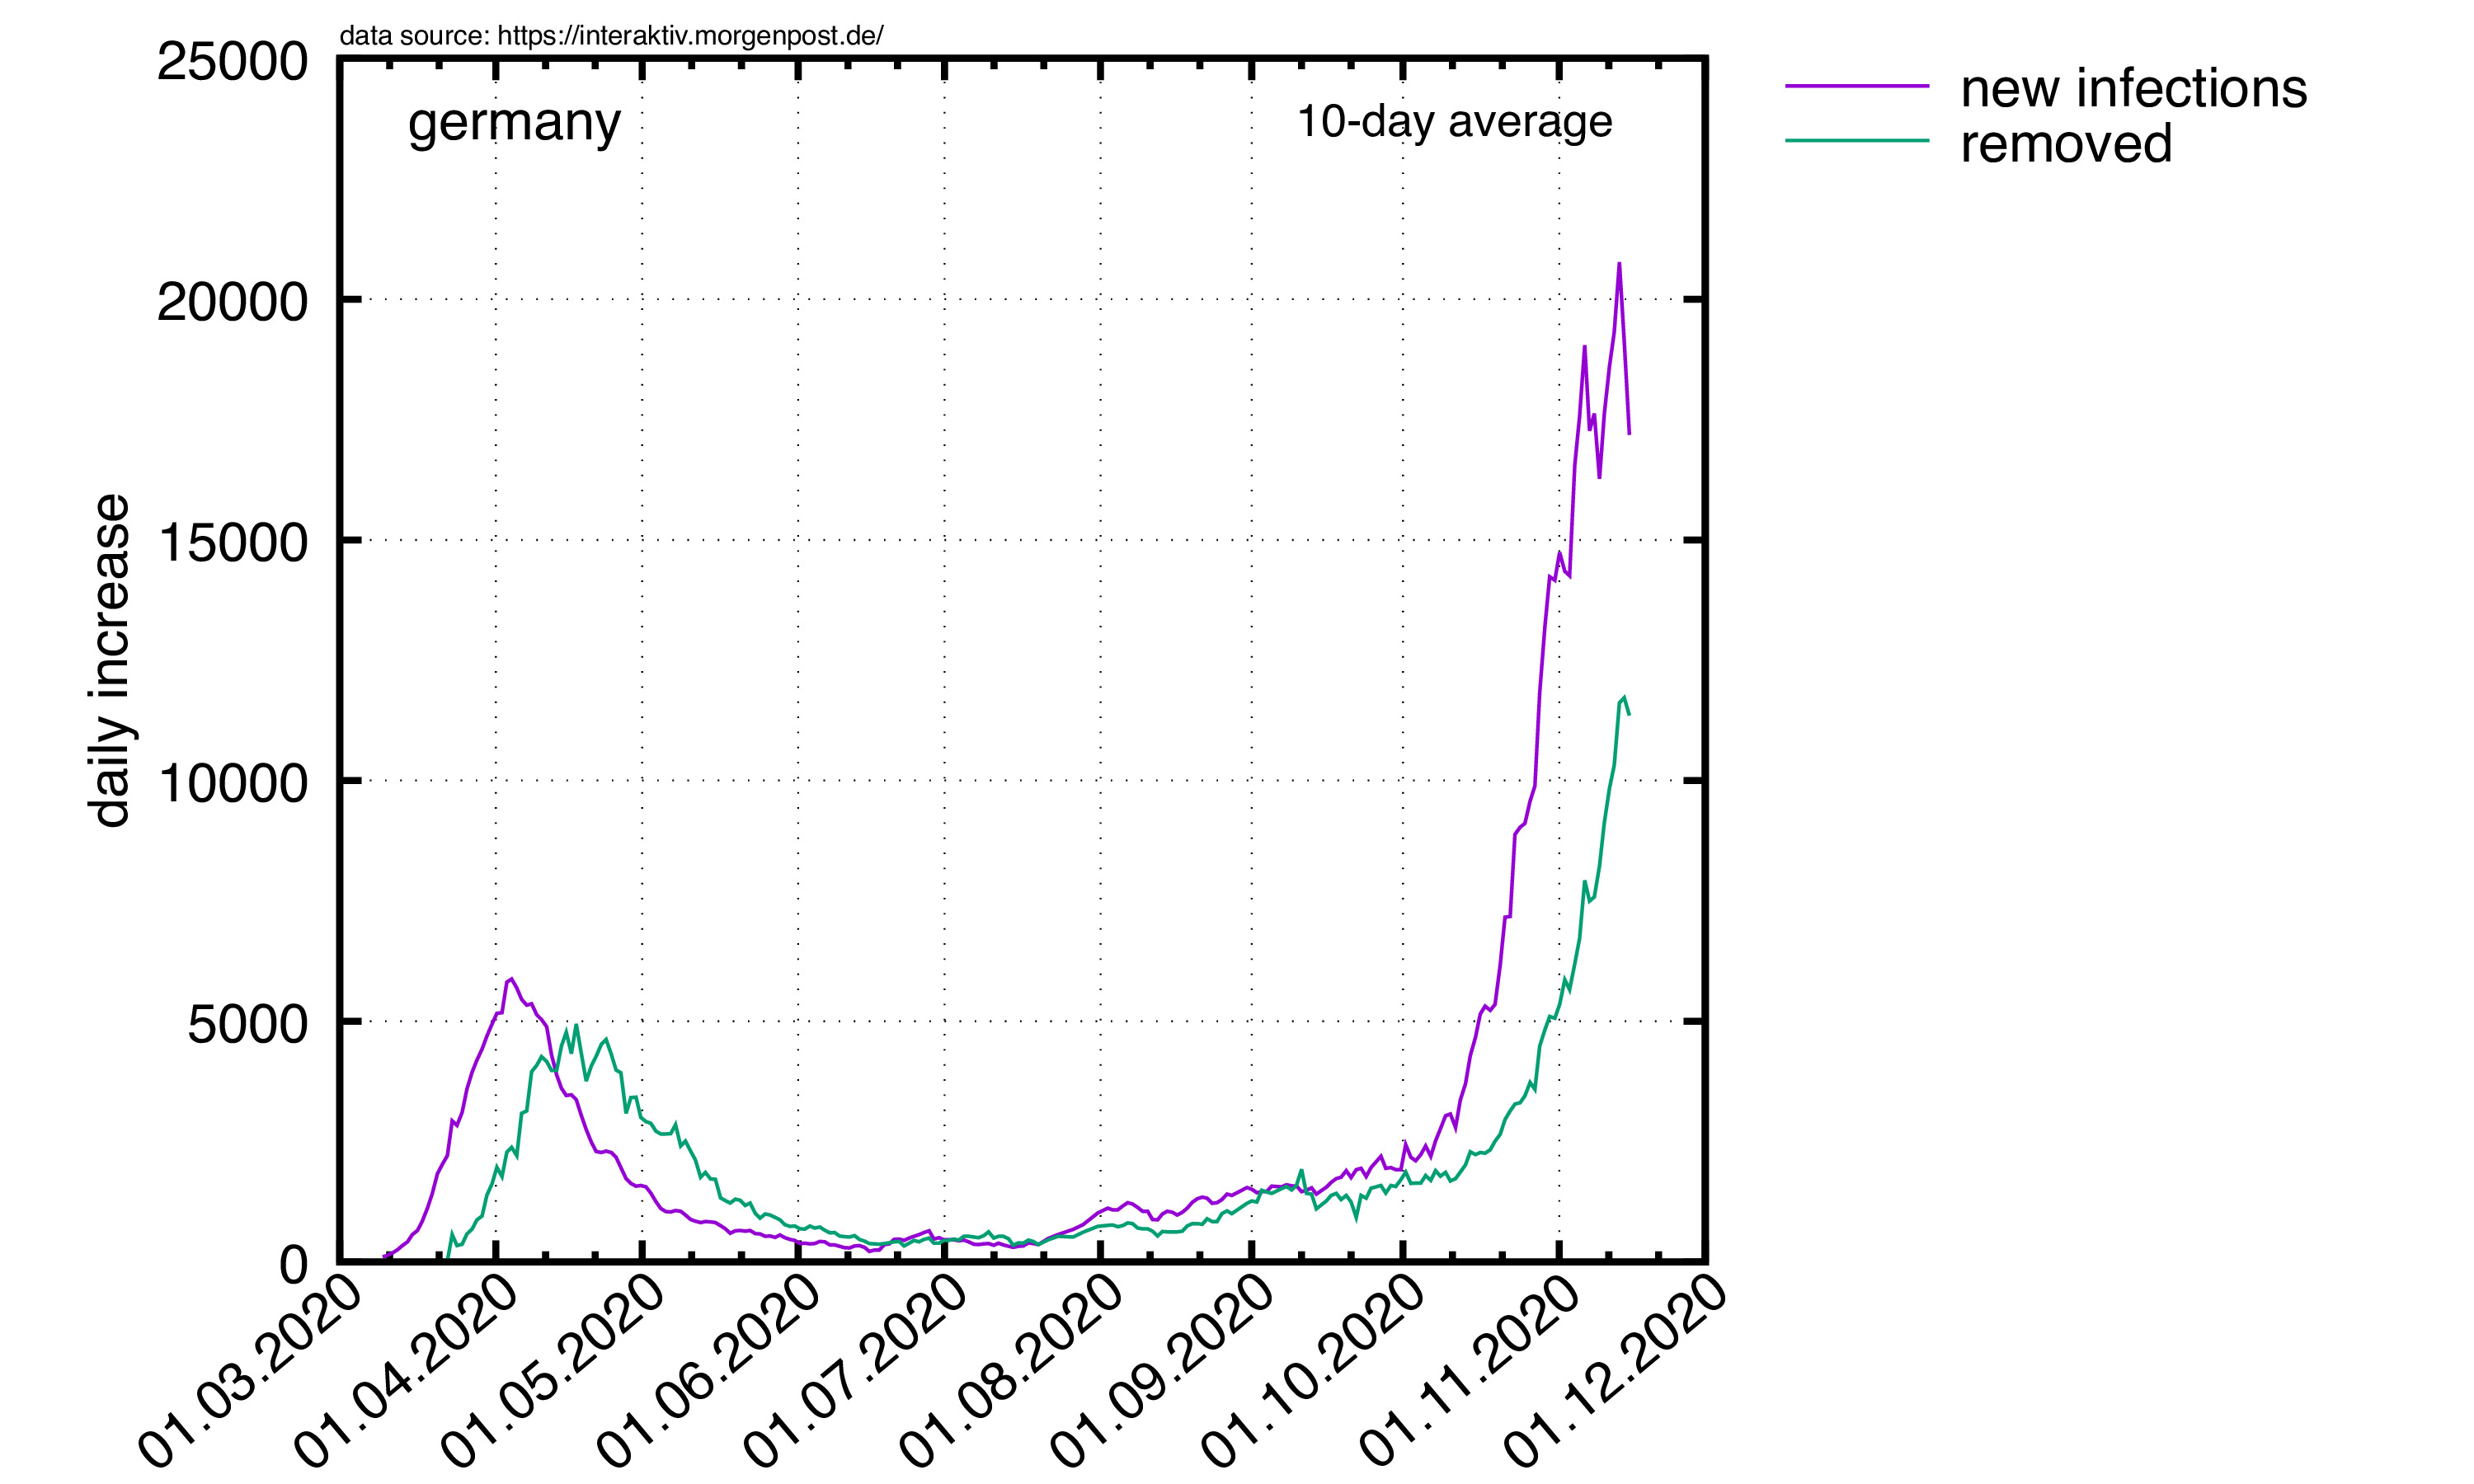 data source: https://interaktiv.morgenpost.de/
25000
20000
15000
10000
5000
0
daily increase
germany
10-day average
new infections
removed
01.03.2020
01.04.2020
01.05.2020
01.06.2020
01.07.2020
01.08.2020
01.09.2020
01.10.2020
01.11.2020
01.12.2020